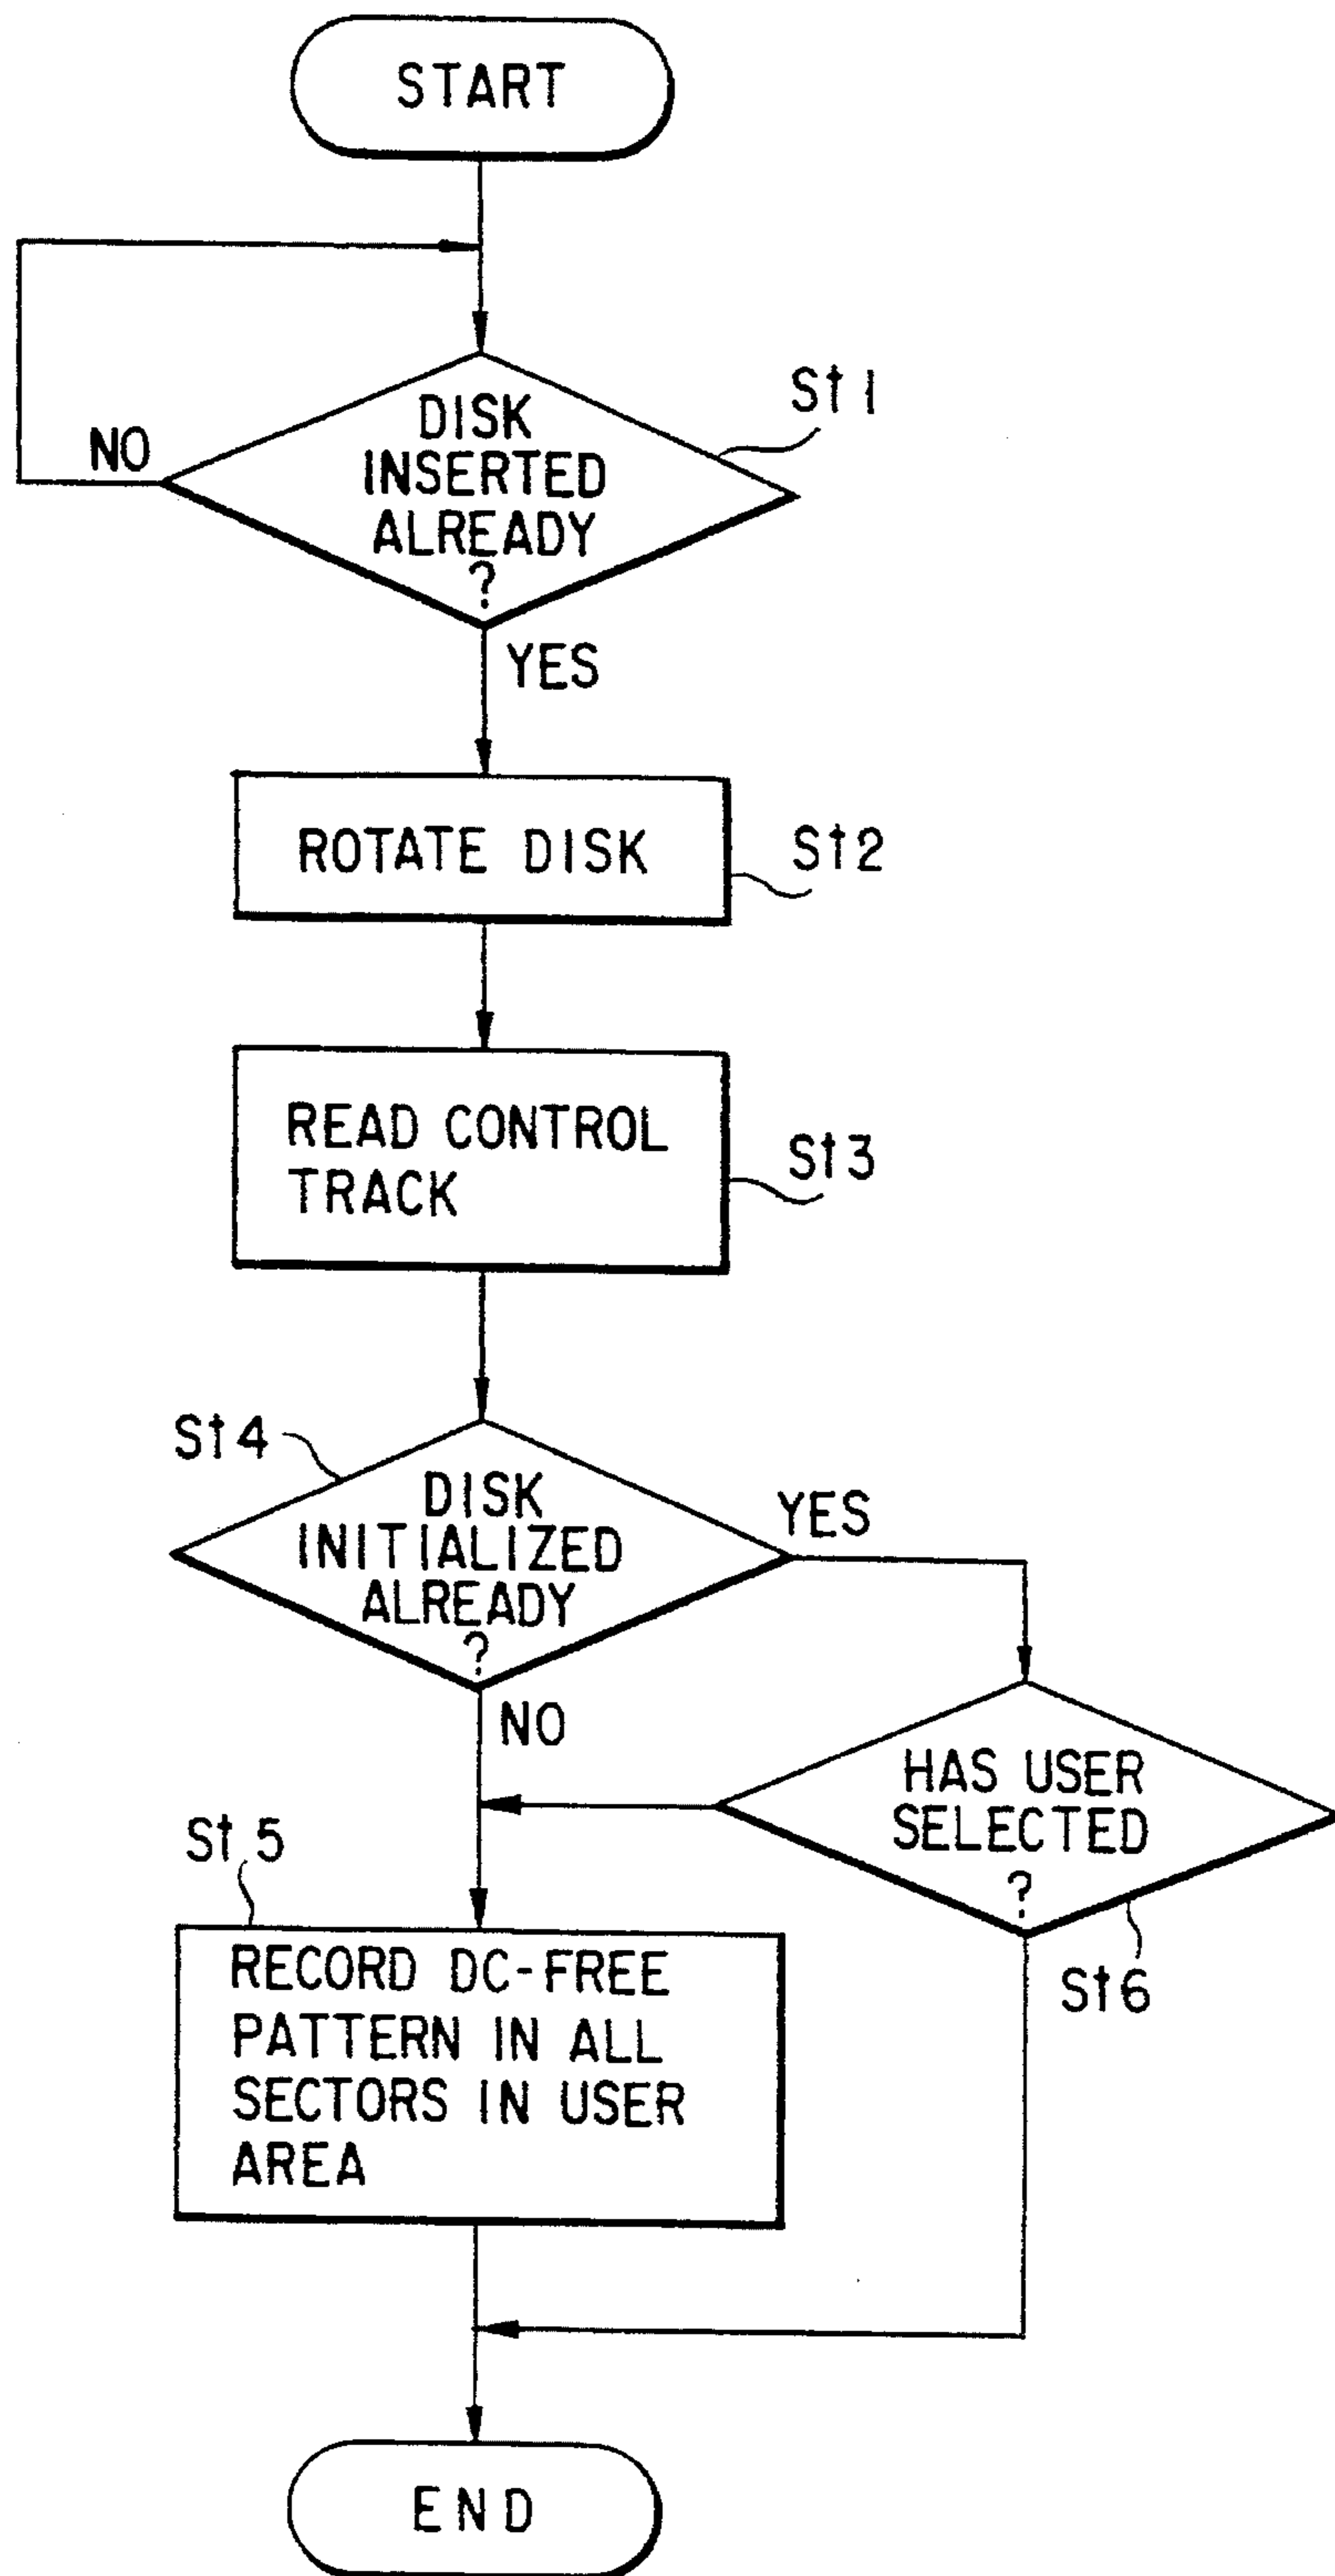 START
DISK
INSERTED
ALREADY
?
St1
NO
YES
ROTATE DISK
St2
READ CONTROL
TRACK
St3
St4
DISK
INITIALIZED
ALREADY
?
YES
NO
HAS USER
SELECTED
?
St6
St5
RECORD DC-FREE
PATTERN IN ALL
SECTORS IN USER
AREA
END